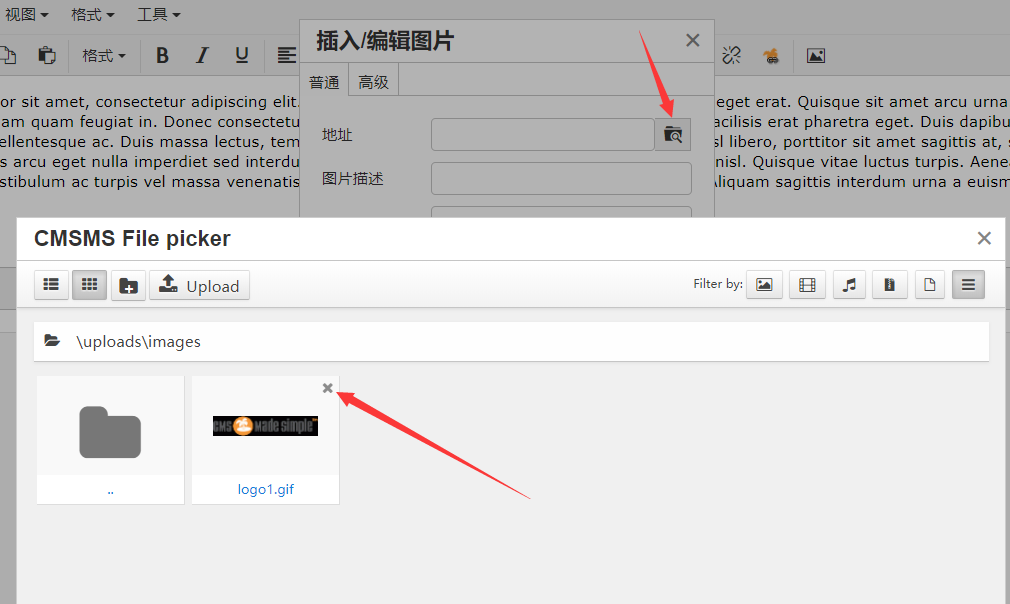 视图 格式 工具
格式 B I U
插入/编辑图片
普通 高级
or sit amet, consectetur adipiscing elit. eget erat. Quisque sit amet arcu urna
am quam feugiat in. Donec consectetu acilisis erat pharetra eget. Duis dapibu
地址
ellentesque ac. Duis massa lectus, tem sl libero, porttitor sit amet sagittis at, s
s arcu eget nulla imperdiet sed interdu nisl. Quisque vitae luctus turpis. Aenea
图片描述
stibulum ac turpis vel massa venenatis Aliquam sagittis interdum urna a euism
CMSMS File picker
Upload Filter by:
\uploads\images
cms made simple
.. logo1.gif